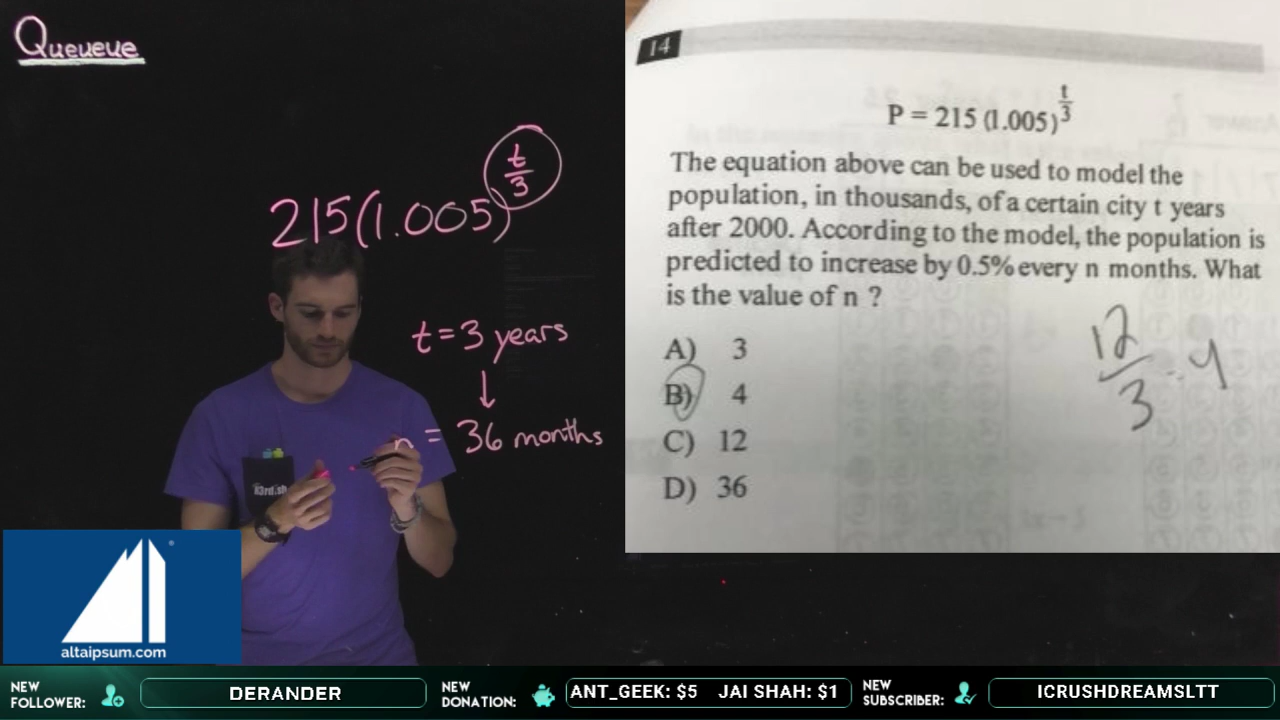 Queueue
215(1.005)^(t/3)
t = 3 years
↓
n = 36 months
H3rd.sh
altaipsum.com
14
P = 215 (1.005)^(t/3)
The equation above can be used to model the
population, in thousands, of a certain city t years
after 2000. According to the model, the population is
predicted to increase by 0.5% every n months. What
is the value of n ?
A) 3
B) 4
C) 12
D) 36
12/3 = 4
NEW FOLLOWER: DERANDER
NEW DONATION: ANT_GEEK: $5 JAI SHAH: $1
NEW SUBSCRIBER: ICRUSHDREAMSLTT